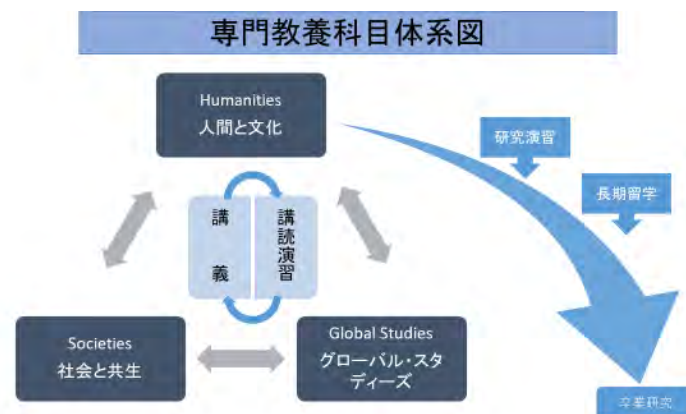 専門教養科目体系図
Humanities
人間と文化
研究演習
長期留学
講義
講読演習
Societies
社会と共生
Global Studies
グローバル・スタ
ディーズ
卒業研究